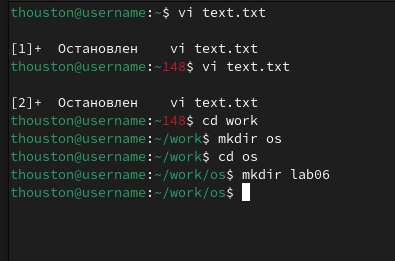 thouston@username:~$ vi text.txt
[1]+  Остановлен    vi text.txt
thouston@username:~148$ vi text.txt
[2]+  Остановлен    vi text.txt
thouston@username:~148$ cd work
thouston@username:~/work$ mkdir os
thouston@username:~/work$ cd os
thouston@username:~/work/os$ mkdir lab06
thouston@username:~/work/os$